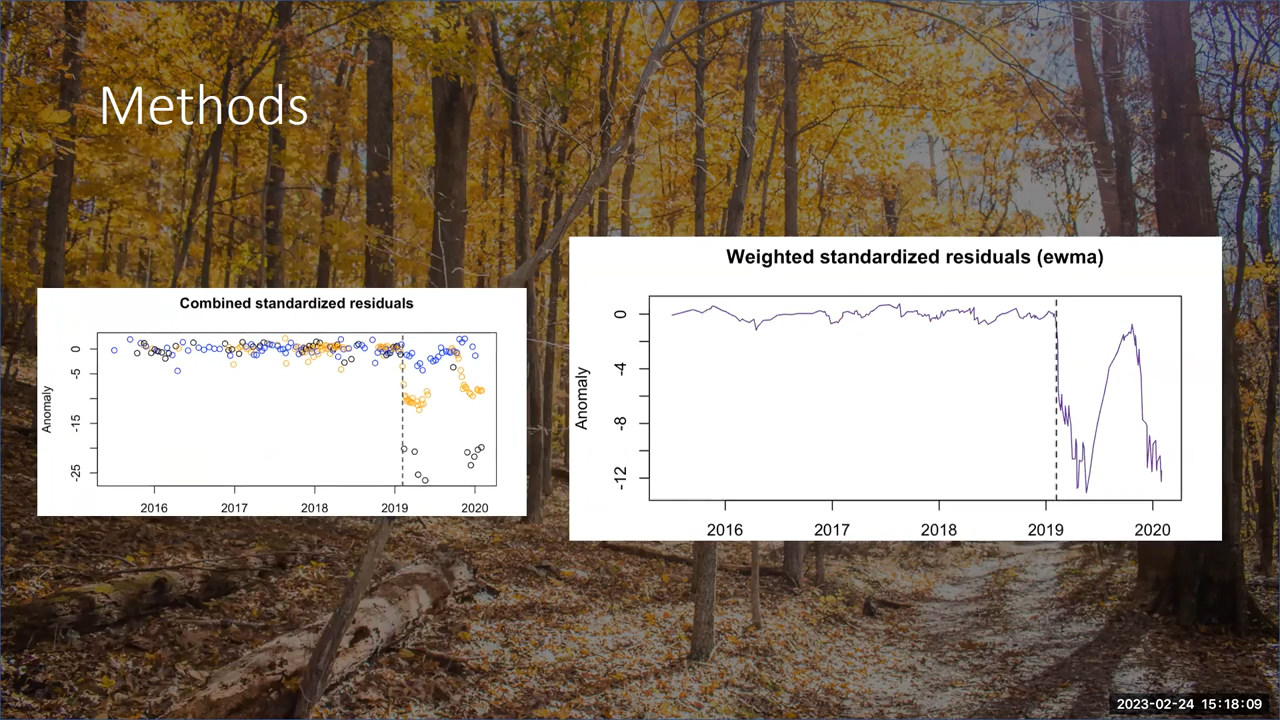 Methods
Combined standardized residuals
Anomaly
0
-5
-15
-25
2016 2017 2018 2019 2020
Weighted standardized residuals (ewma)
Anomaly
0
-4
-8
-12
2016 2017 2018 2019 2020
2023-02-24 15:18:09